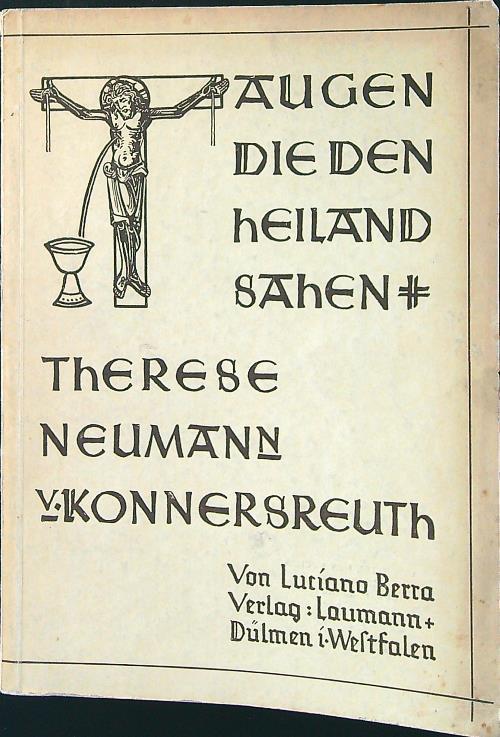 AUGEN
DIE DEN
hEILAND
SAhEN ⧺
ThERESE
NEUMANN
v. KONNERSREUTh
Von Luciano Berra
Verlag: Laumann +
Dülmen i. Weſtfalen